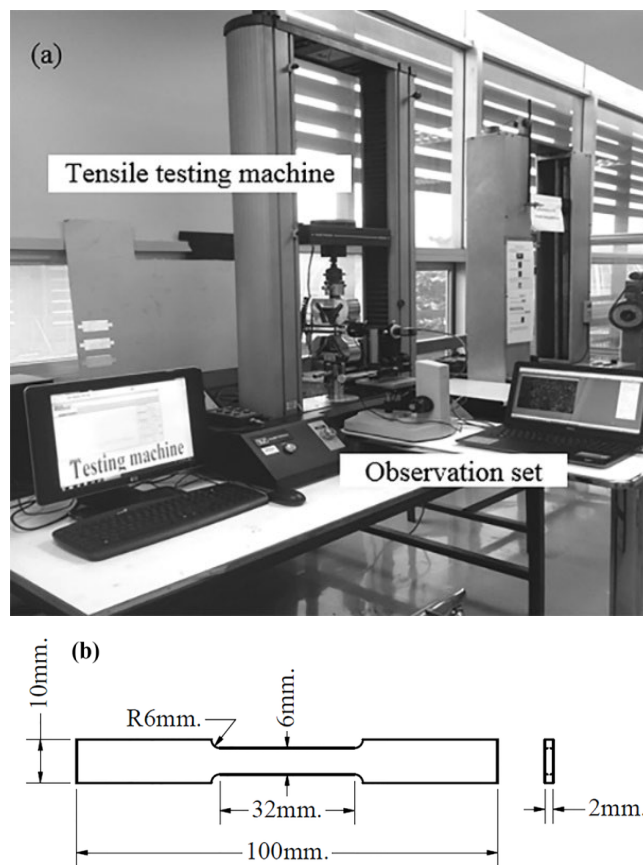 (a)
Tensile testing machine
Testing machine
Observation set
(b)
10mm.
R6mm.
6mm.
32mm.
2mm.
100mm.